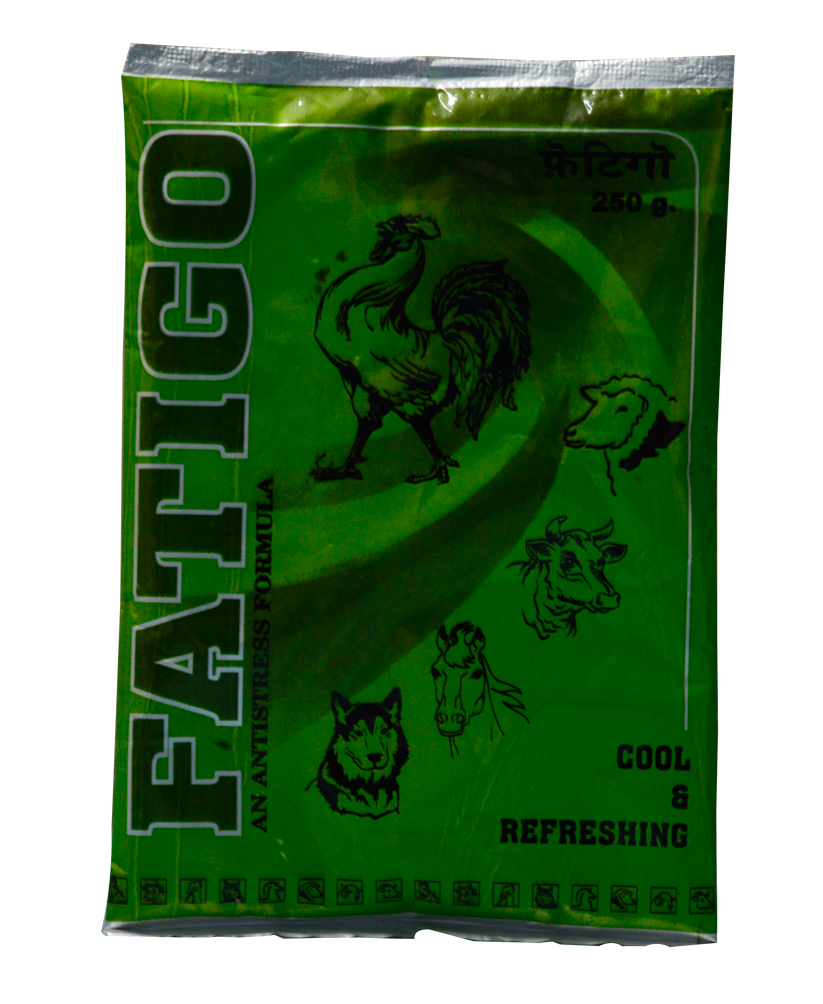 फ़ेटिगो
250 g.
FATIGO
AN ANTISTRESS FORMULA
COOL
&
REFRESHING